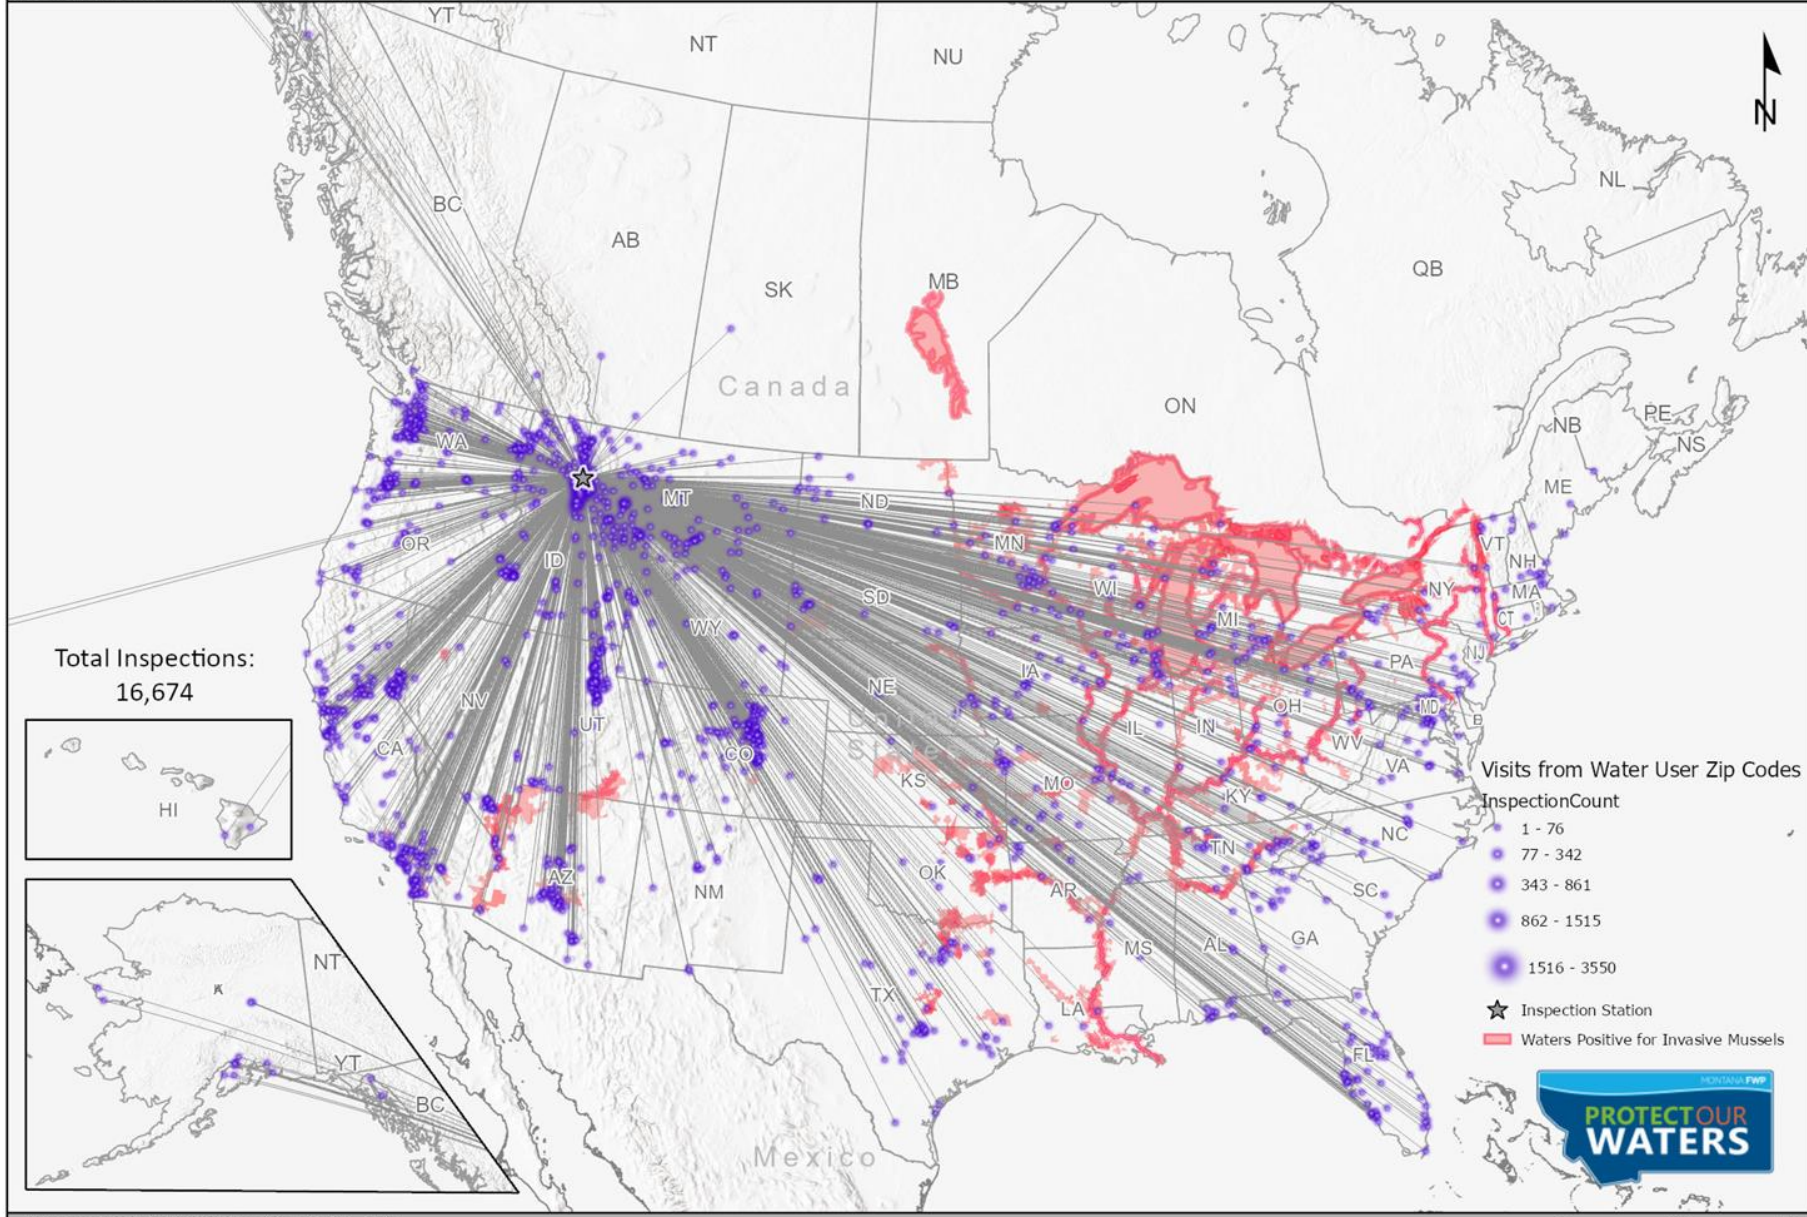 YT
NT
NU
N
BC
AB
SK
MB
ON
QB
NL
NB
PE
NS
ME
Canada
WA
MT
ND
MN
OR
ID
SD
WI
MI
NY
VT
NH
MA
CT
WY
NE
IA
PA
NJ
NV
UT
CO
United
States
IL
IN
OH
WV
MD
VA
CA
KS
MO
KY
NC
AZ
NM
OK
AR
TN
SC
TX
LA
MS
AL
GA
FL
Mexico
Total Inspections:
16,674
HI
NT
YT
BC
Visits from Water User Zip Codes
InspectionCount
1 - 76
77 - 342
343 - 861
862 - 1515
1516 - 3550
Inspection Station
Waters Positive for Invasive Mussels
MONTANA FWP
PROTECT OUR
WATERS